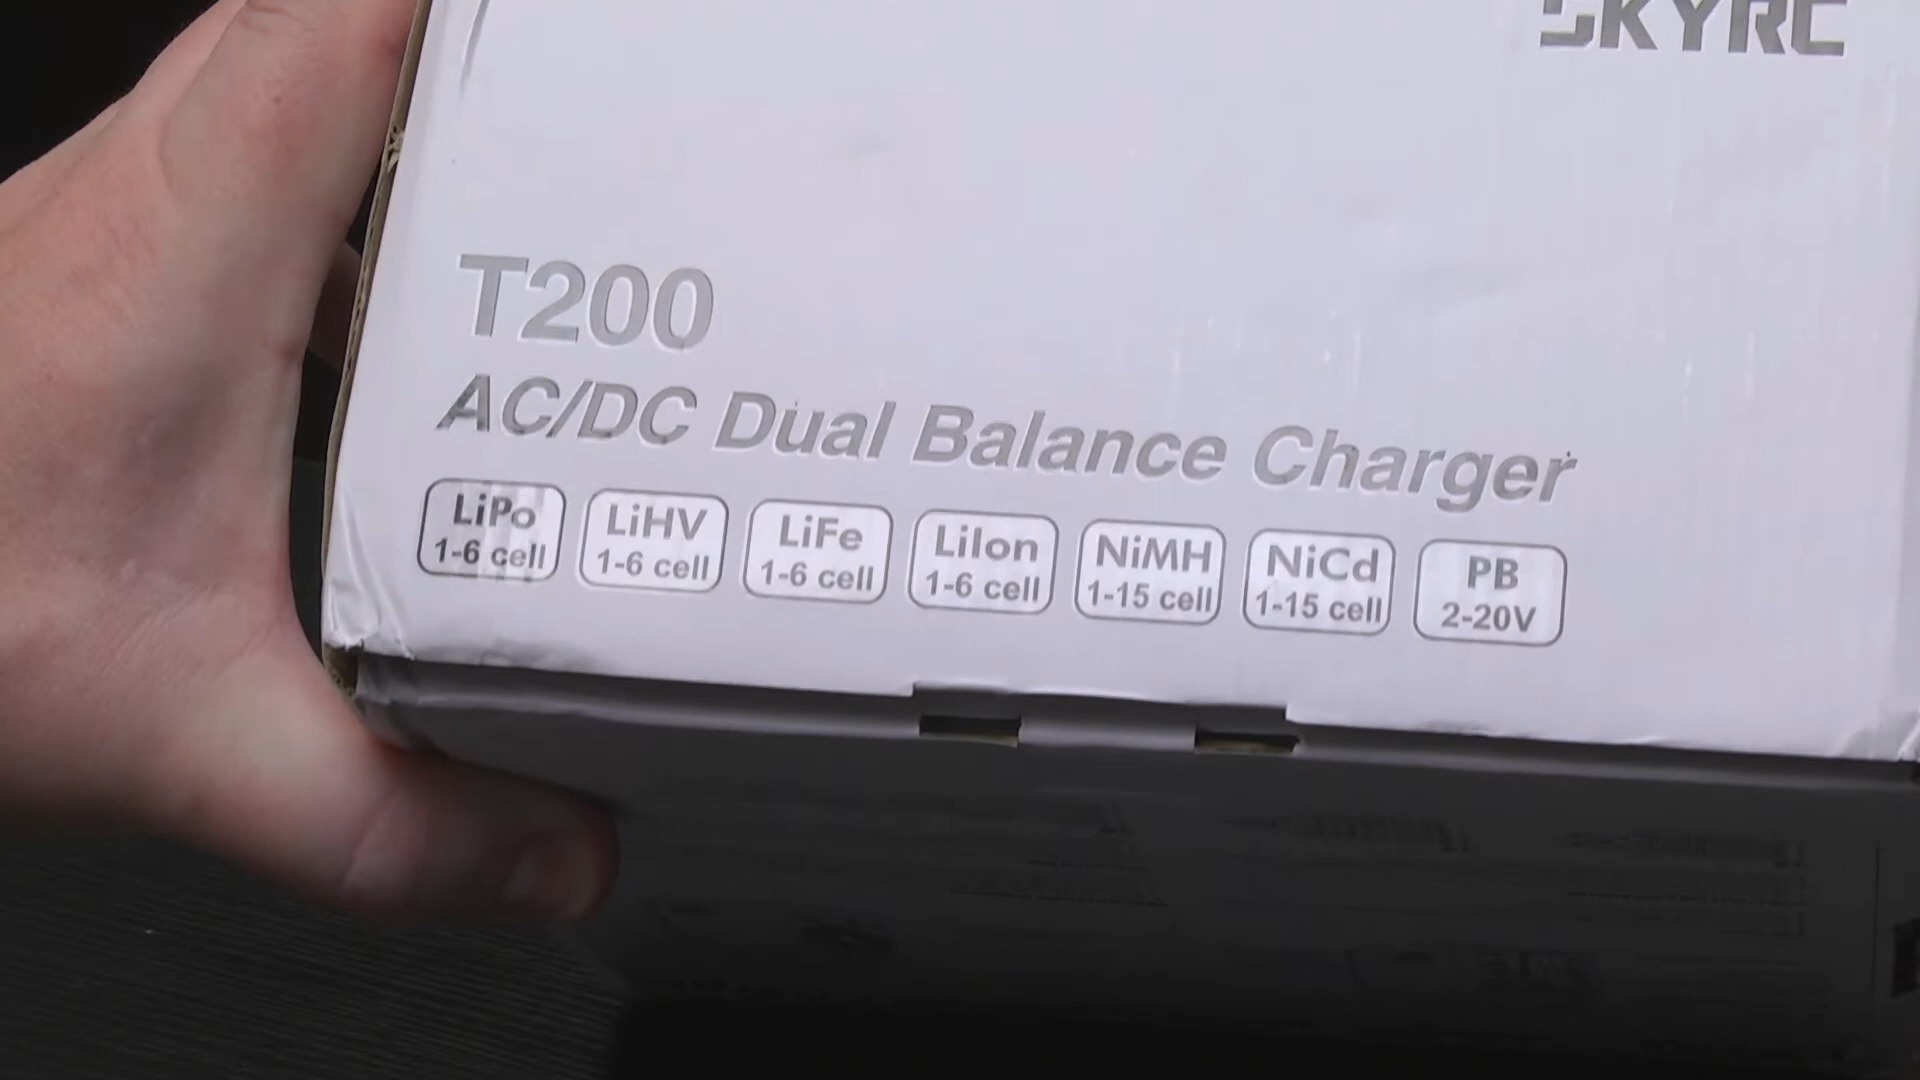 SKYRC
T200
AC/DC Dual Balance Charger
LiPo
1-6 cell
LiHV
1-6 cell
LiFe
1-6 cell
LiIon
1-6 cell
NiMH
1-15 cell
NiCd
1-15 cell
PB
2-20V